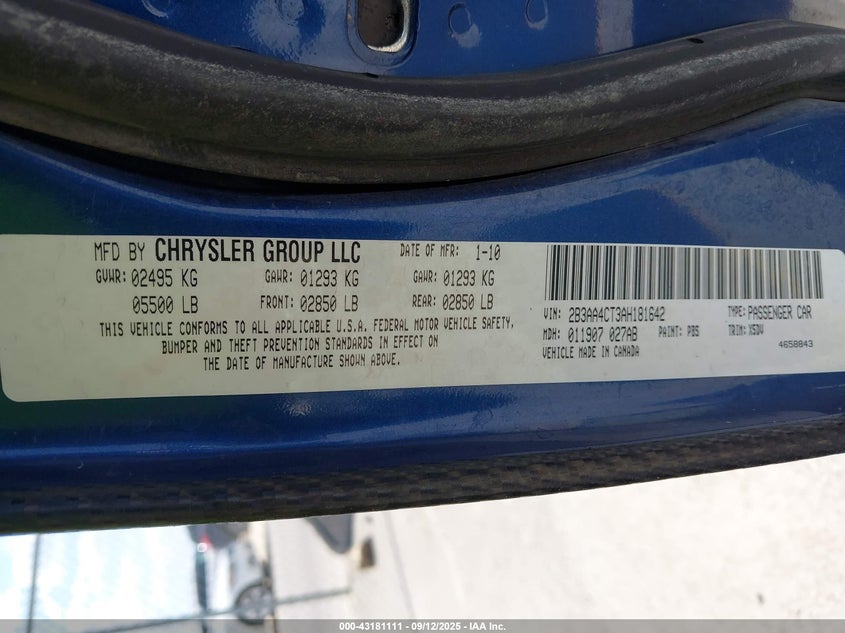 MFD BY CHRYSLER GROUP LLC
DATE OF MFR: 1-10
GVWR: 02495 KG GAWR: 01293 KG GAWR: 01293 KG
05500 LB FRONT: 02850 LB REAR: 02850 LB
THIS VEHICLE CONFORMS TO ALL APPLICABLE U.S.A. FEDERAL MOTOR VEHICLE SAFETY,
BUMPER AND THEFT PREVENTION STANDARDS IN EFFECT ON
THE DATE OF MANUFACTURE SHOWN ABOVE.
VIN: 2B3AA4CT3AH181642 TYPE: PASSENGER CAR
MDH: 011907 027AB PAINT: PBS TRIM: X5DV
VEHICLE MADE IN CANADA 4658843
000-43181111 - 09/12/2025 - IAA Inc.